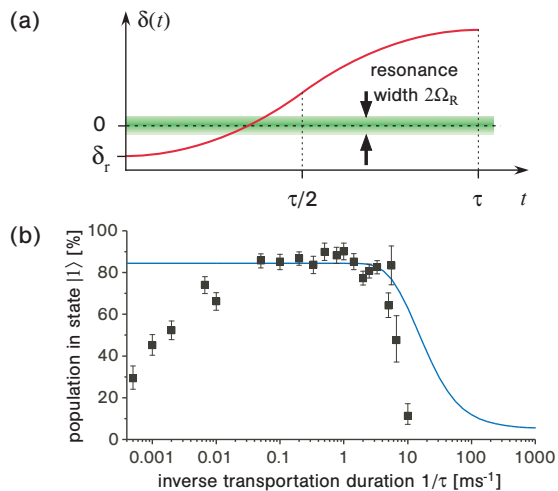 (a)
δ(t)
resonance
width 2Ω_R
0
δ_r
τ/2
τ
t
(b)
population in state |1⟩ [%]
100
80
60
40
20
0
0.001
0.01
0.1
1
10
100
1000
inverse transportation duration 1/τ [ms⁻¹]